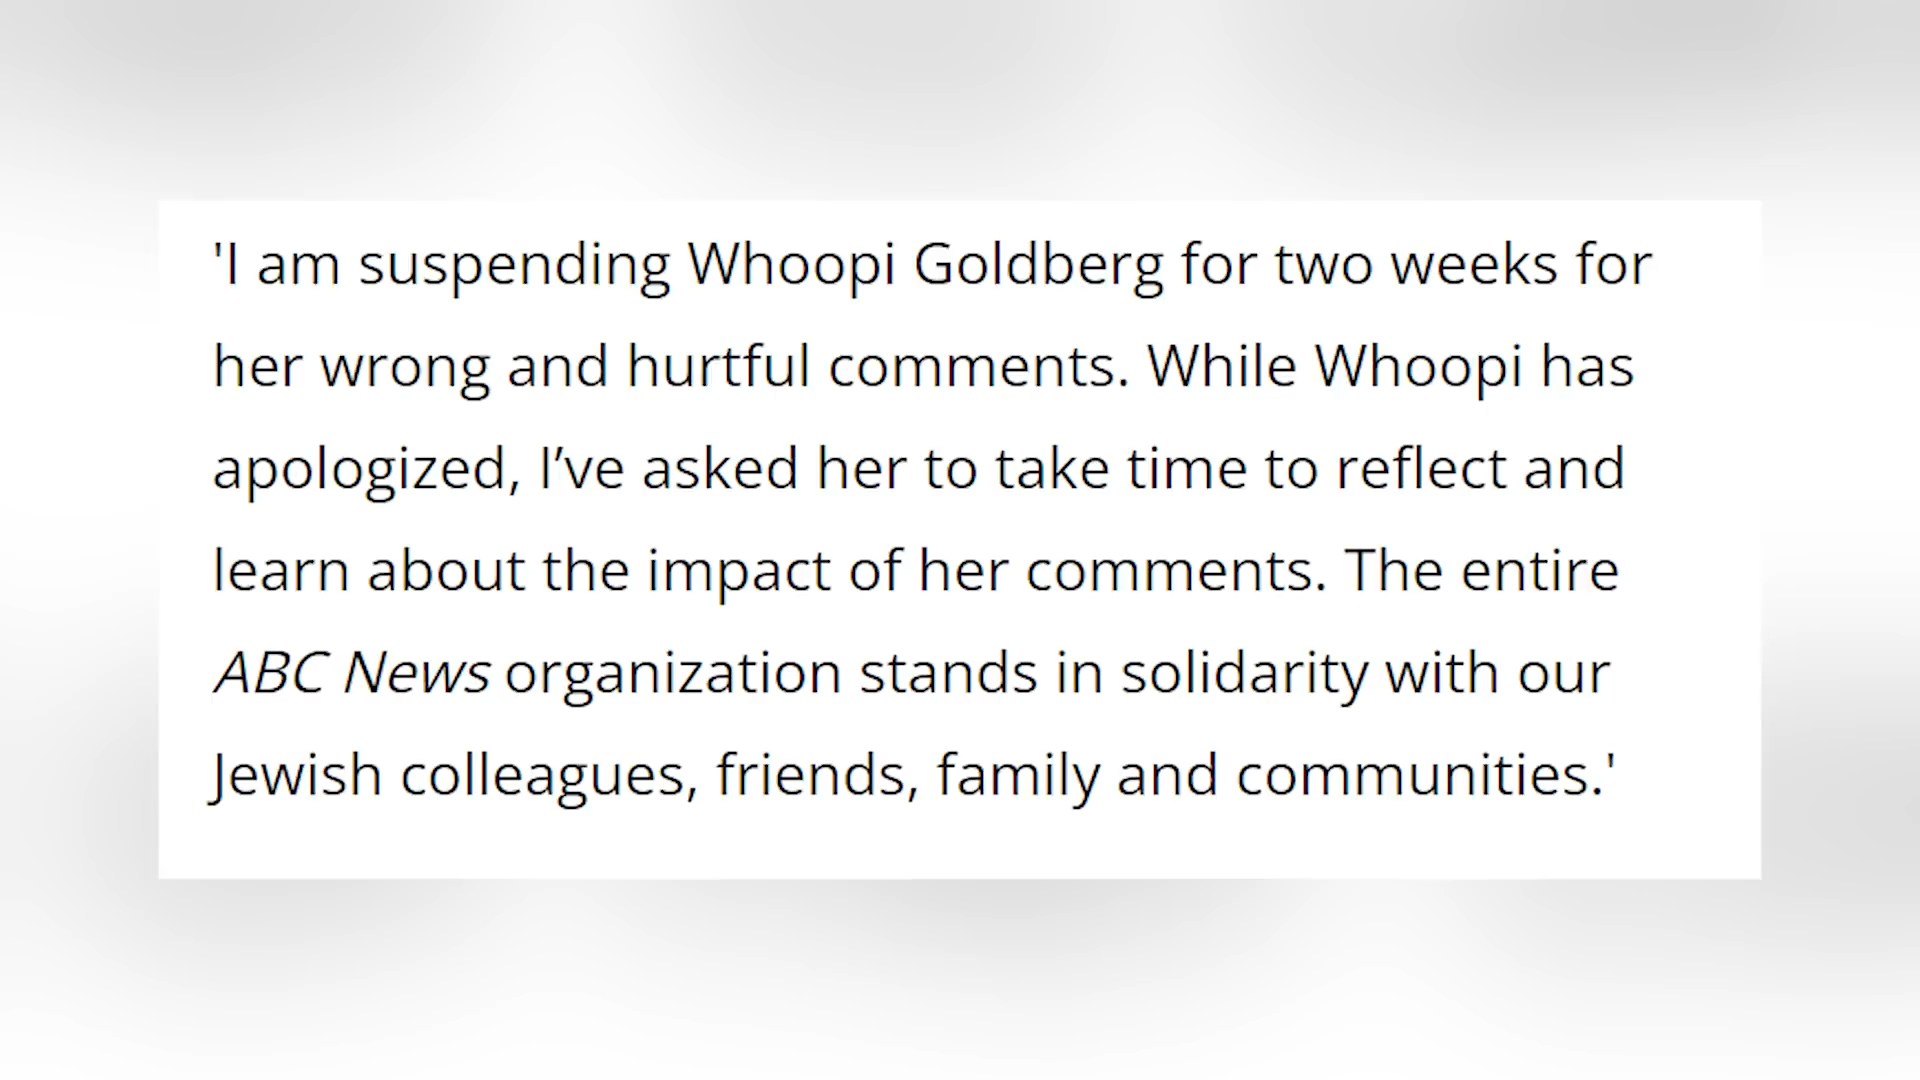 'I am suspending Whoopi Goldberg for two weeks for
her wrong and hurtful comments. While Whoopi has
apologized, I’ve asked her to take time to reflect and
learn about the impact of her comments. The entire
ABC News organization stands in solidarity with our
Jewish colleagues, friends, family and communities.'